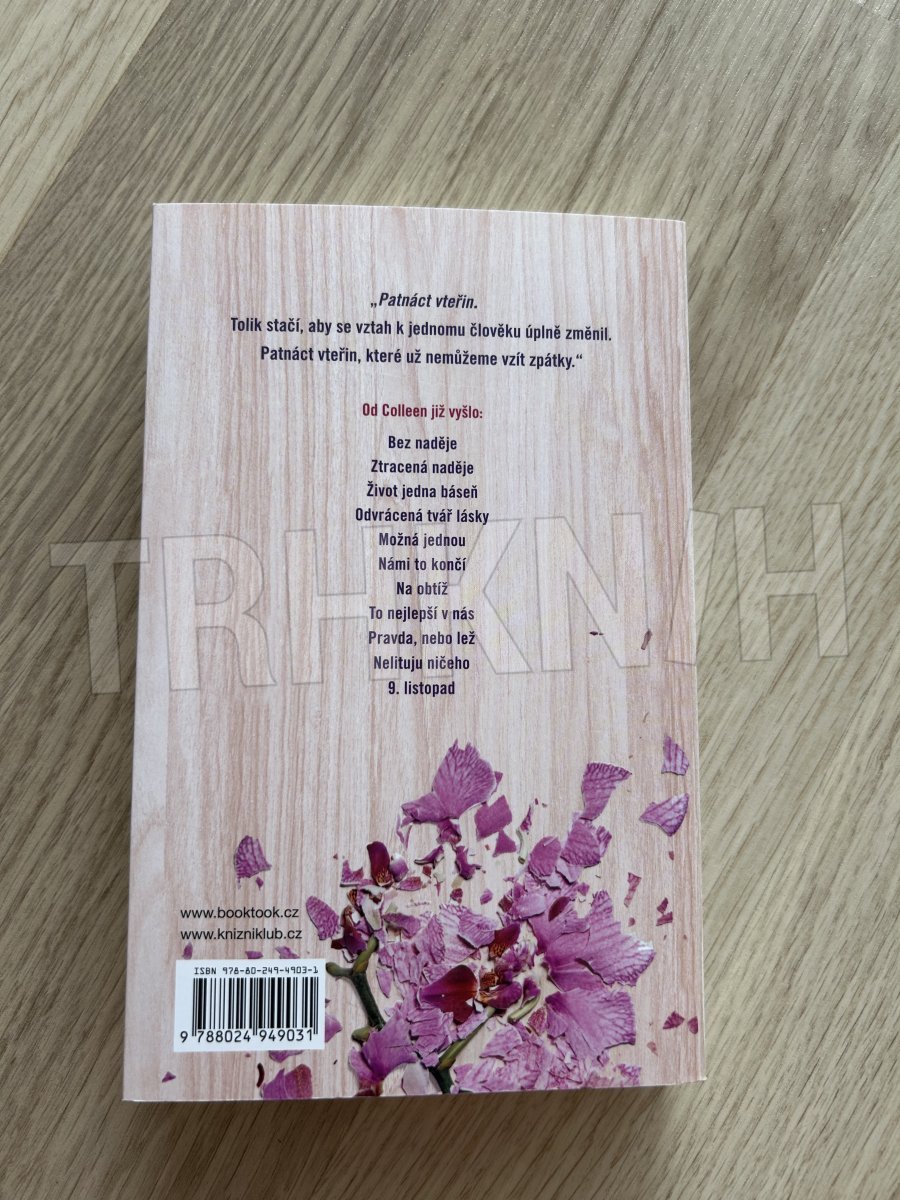 „Patnáct vteřin.
Tolik stačí, aby se vztah k jednomu člověku úplně změnil.
Patnáct vteřin, které už nemůžeme vzít zpátky.“
Od Colleen již vyšlo:
Bez naděje
Ztracená naděje
Život jedna báseň
Odvrácená tvář lásky
Možná jednou
Námi to končí
Na obtíž
To nejlepší v nás
Pravda, nebo lež
Nelituju ničeho
9. listopad
TRHKNIH
www.booktook.cz
www.knizniklub.cz
ISBN 978-80-249-4903-1
9 788024 949031